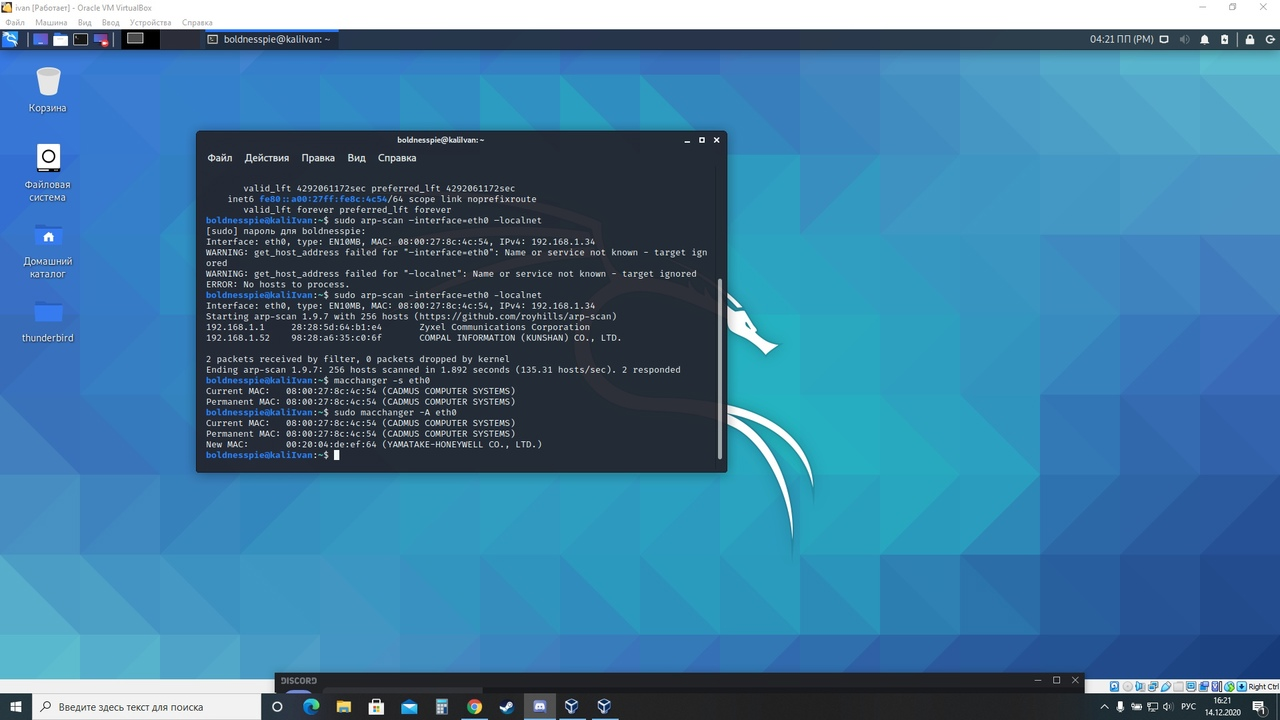 ivan [Работает] - Oracle VM VirtualBox
Файл Машина Вид Ввод Устройства Справка
boldnesspie@kaliIvan: ~
04:21 ПП (PM)
Корзина
Файловая
система
Домашний
каталог
thunderbird
boldnesspie@kaliIvan: ~
Файл Действия Правка Вид Справка
valid_lft 4292061172sec preferred_lft 4292061172sec
inet6 fe80::a00:27ff:fe8c:4c54/64 scope link noprefixroute
valid_lft forever preferred_lft forever
boldnesspie@kaliIvan:~$ sudo arp-scan —interface=eth0 —localnet
[sudo] пароль для boldnesspie:
Interface: eth0, type: EN10MB, MAC: 08:00:27:8c:4c:54, IPv4: 192.168.1.34
WARNING: get_host_address failed for "—interface=eth0": Name or service not known - target ign
ored
WARNING: get_host_address failed for "—localnet": Name or service not known - target ignored
ERROR: No hosts to process.
boldnesspie@kaliIvan:~$ sudo arp-scan --interface=eth0 --localnet
Interface: eth0, type: EN10MB, MAC: 08:00:27:8c:4c:54, IPv4: 192.168.1.34
Starting arp-scan 1.9.7 with 256 hosts (https://github.com/royhills/arp-scan)
192.168.1.1 28:28:5d:64:b1:e4 Zyxel Communications Corporation
192.168.1.52 98:28:a6:35:c0:6f COMPAL INFORMATION (KUNSHAN) CO., LTD.
2 packets received by filter, 0 packets dropped by kernel
Ending arp-scan 1.9.7: 256 hosts scanned in 1.892 seconds (135.31 hosts/sec). 2 responded
boldnesspie@kaliIvan:~$ macchanger -s eth0
Current MAC: 08:00:27:8c:4c:54 (CADMUS COMPUTER SYSTEMS)
Permanent MAC: 08:00:27:8c:4c:54 (CADMUS COMPUTER SYSTEMS)
boldnesspie@kaliIvan:~$ sudo macchanger -A eth0
Current MAC: 08:00:27:8c:4c:54 (CADMUS COMPUTER SYSTEMS)
Permanent MAC: 08:00:27:8c:4c:54 (CADMUS COMPUTER SYSTEMS)
New MAC: 00:20:04:de:ef:64 (YAMATAKE-HONEYWELL CO., LTD.)
boldnesspie@kaliIvan:~$
DISCORD
Right Ctrl
Введите здесь текст для поиска
РУС
16:21
14.12.2020